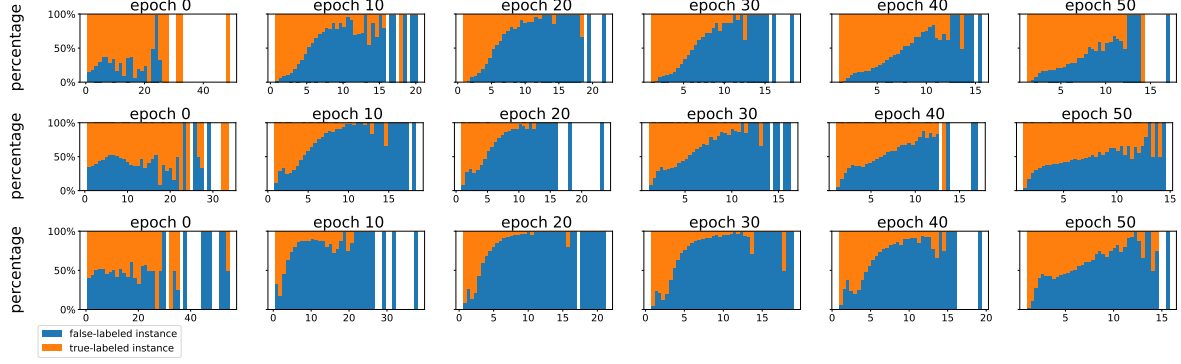 epoch 0 epoch 10 epoch 20 epoch 30 epoch 40 epoch 50
percentage
100%
50%
0%
0 20 40 0 5 10 15 20 0 5 10 15 20 5 10 15 5 10 15 5 10 15
epoch 0 epoch 10 epoch 20 epoch 30 epoch 40 epoch 50
percentage
100%
50%
0%
0 10 20 30 0 5 10 15 0 5 10 15 20 5 10 15 5 10 15 0 5 10 15
epoch 0 epoch 10 epoch 20 epoch 30 epoch 40 epoch 50
percentage
100%
50%
0%
0 20 40 0 10 20 30 0 5 10 15 20 0 5 10 15 0 5 10 15 20 5 10 15
false-labeled instance
true-labeled instance